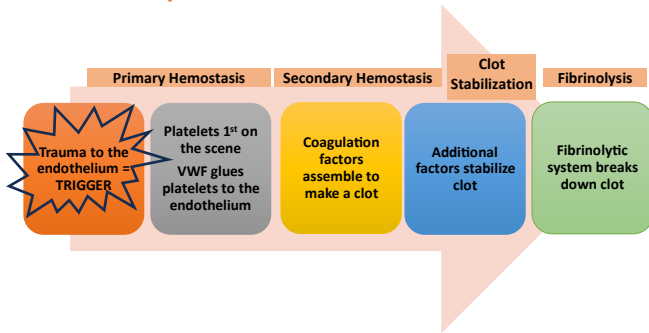 Primary Hemostasis
Secondary Hemostasis
Clot
Stabilization
Fibrinolysis
Trauma to the
endothelium =
TRIGGER
Platelets 1st on
the scene
VWF glues
platelets to the
endothelium
Coagulation
factors
assemble to
make a clot
Additional
factors stabilize
clot
Fibrinolytic
system breaks
down clot